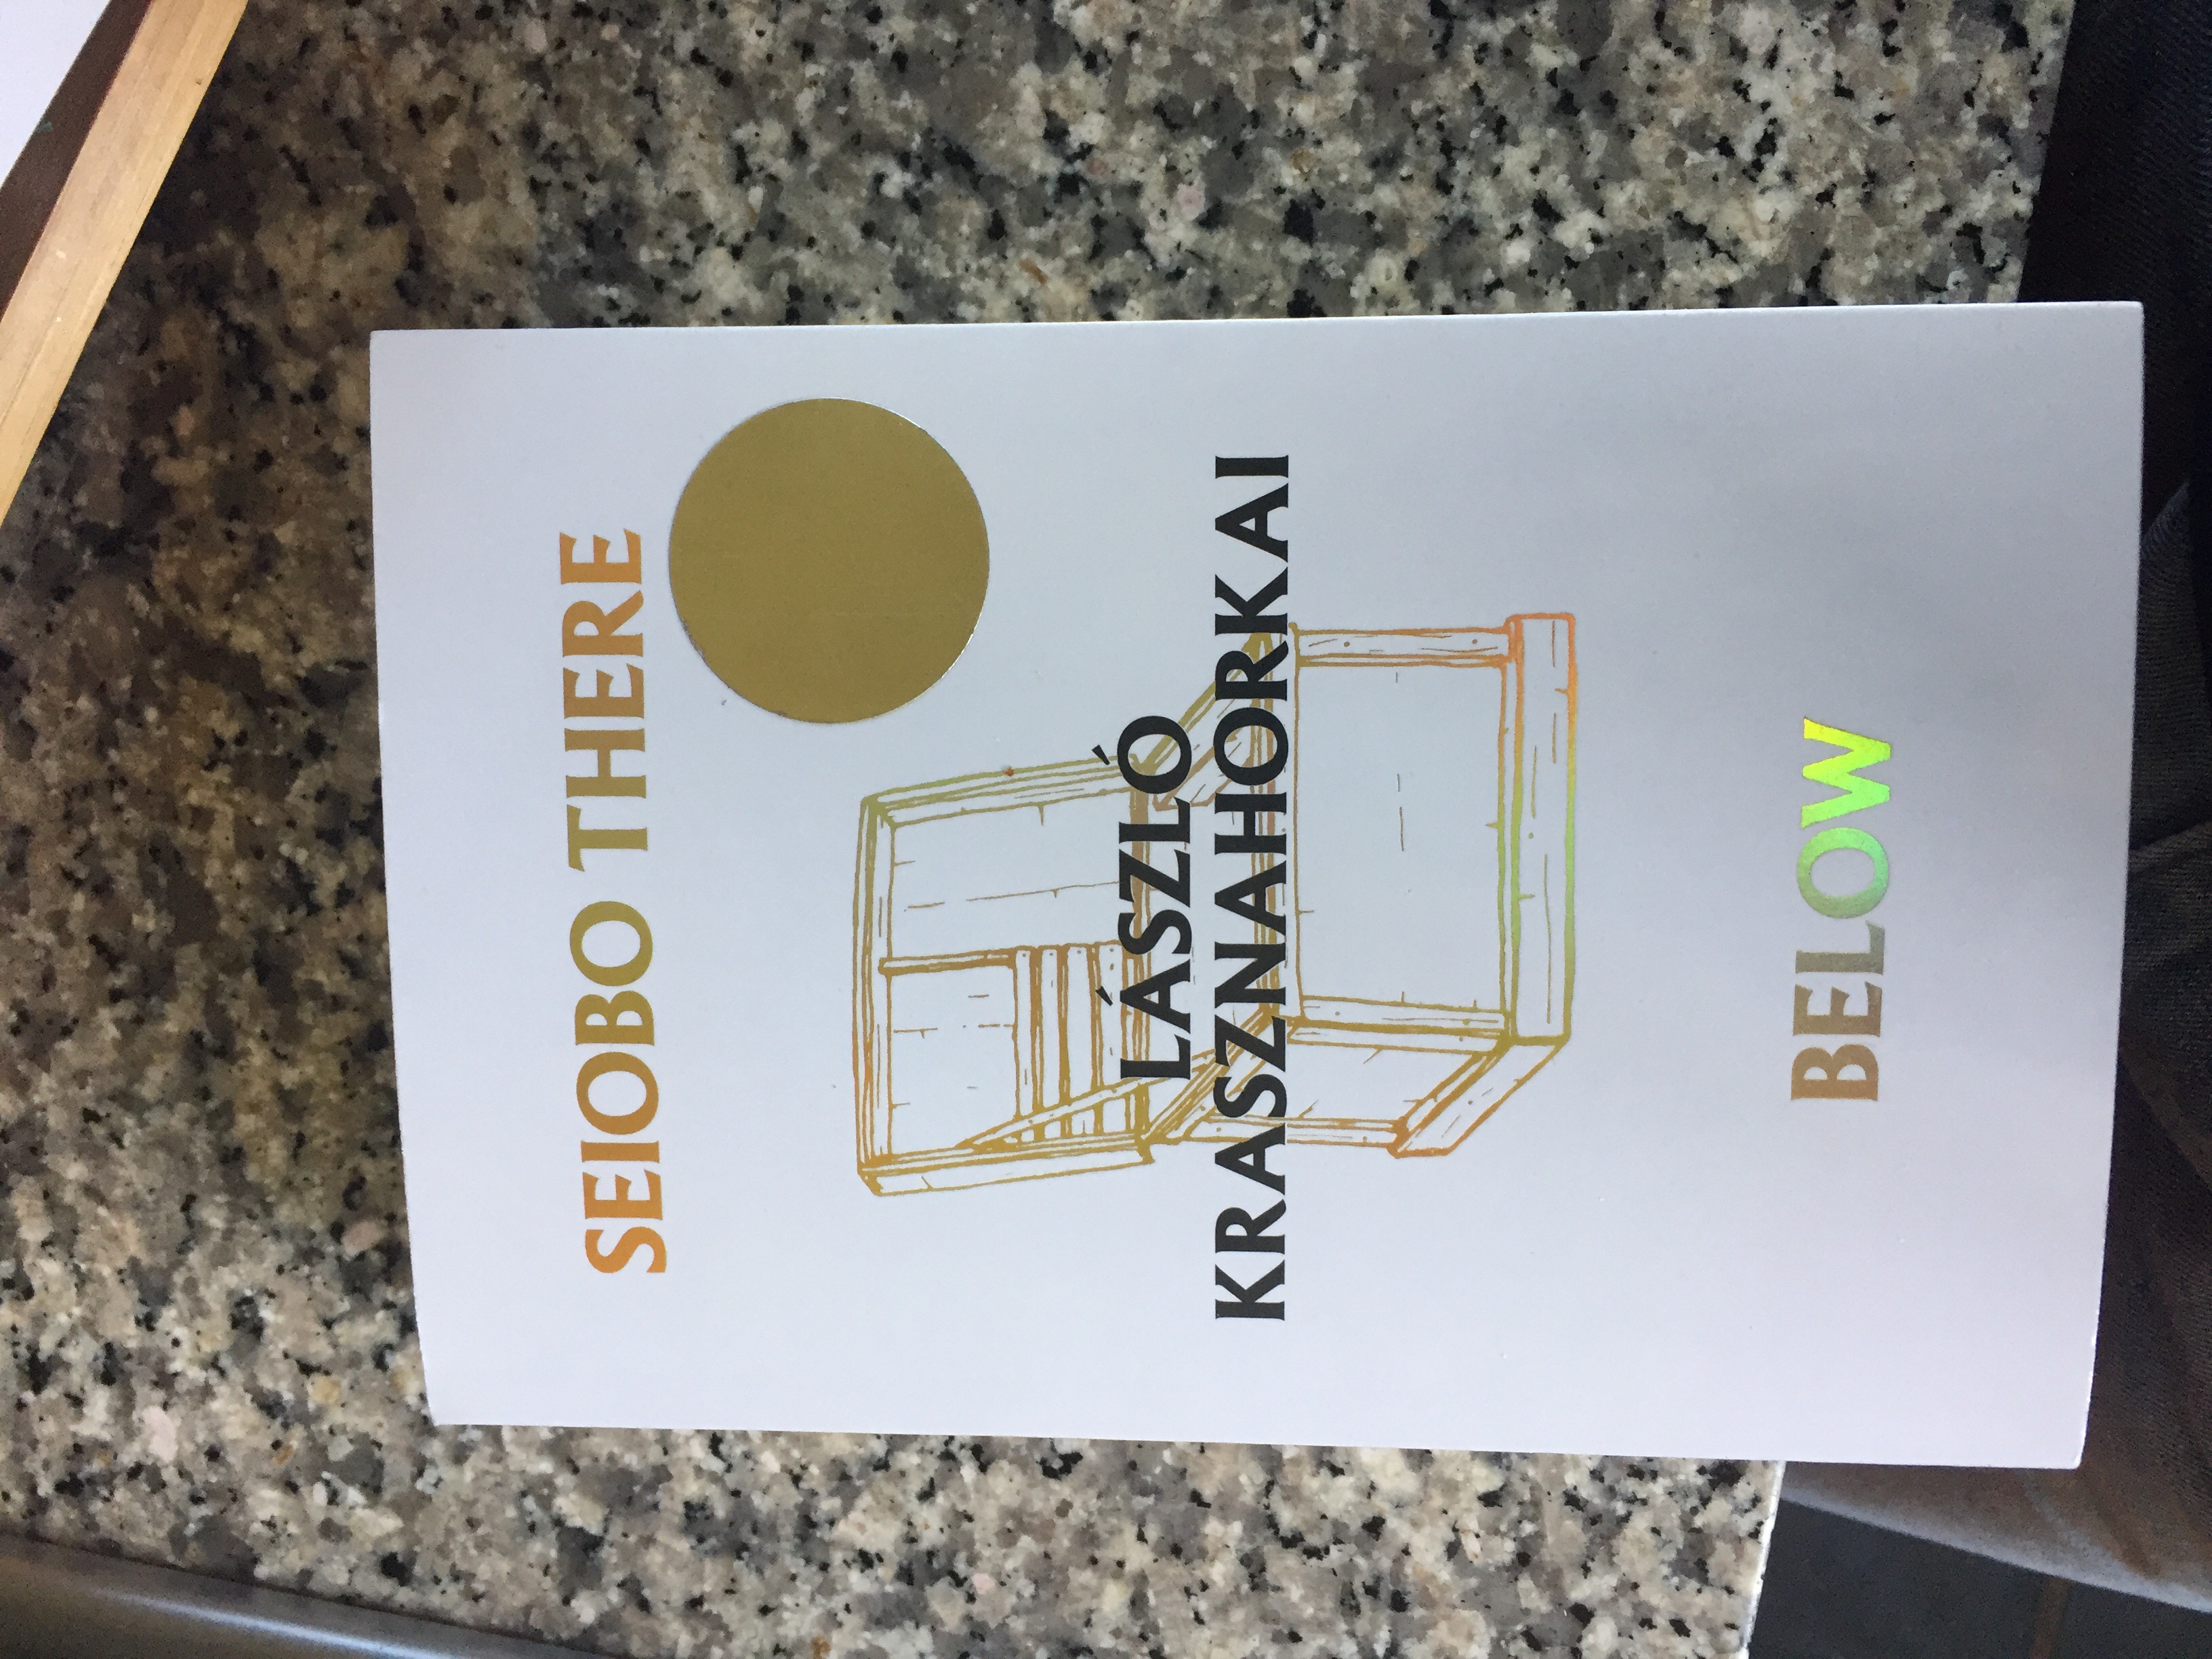 SEIOBO THERE
LÁSZLÓ
KRASZNAHORKAI
BELOW